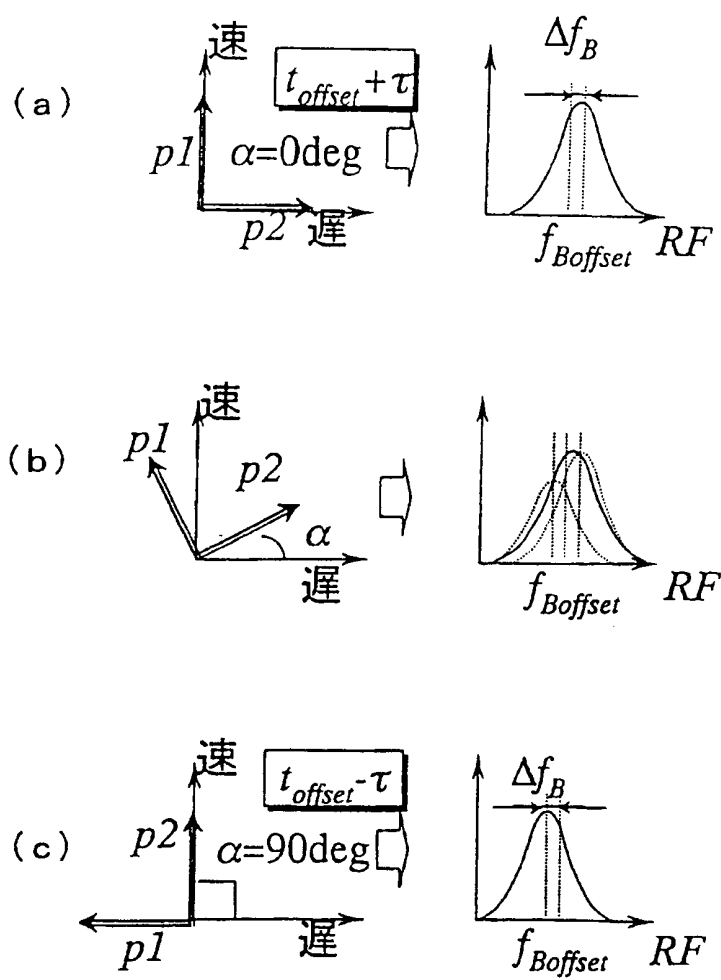 (a)
速
t_offset+τ
p1
α=0deg
p2
遅
Δf_B
f_Boffset
RF
(b)
速
p1
p2
α
遅
f_Boffset
RF
(c)
速
t_offset-τ
p2
α=90deg
p1
遅
Δf_B
f_Boffset
RF